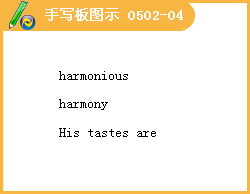 手写板图示 0502-04
harmonious
harmony
His tastes are